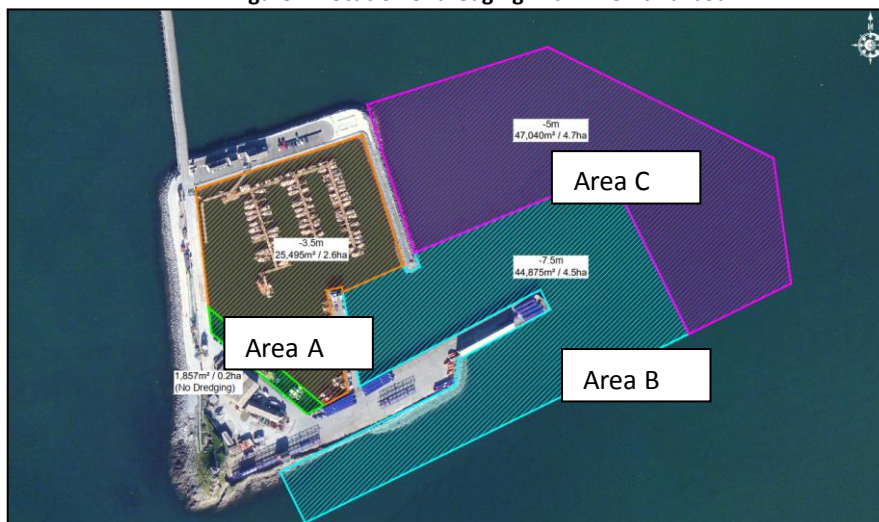 N
-5m
47,040m² / 4.7ha
Area C
-3.5m
25,495m² / 2.6ha
-7.5m
44,875m² / 4.5ha
Area A
1,857m² / 0.2ha
(No Dredging)
Area B